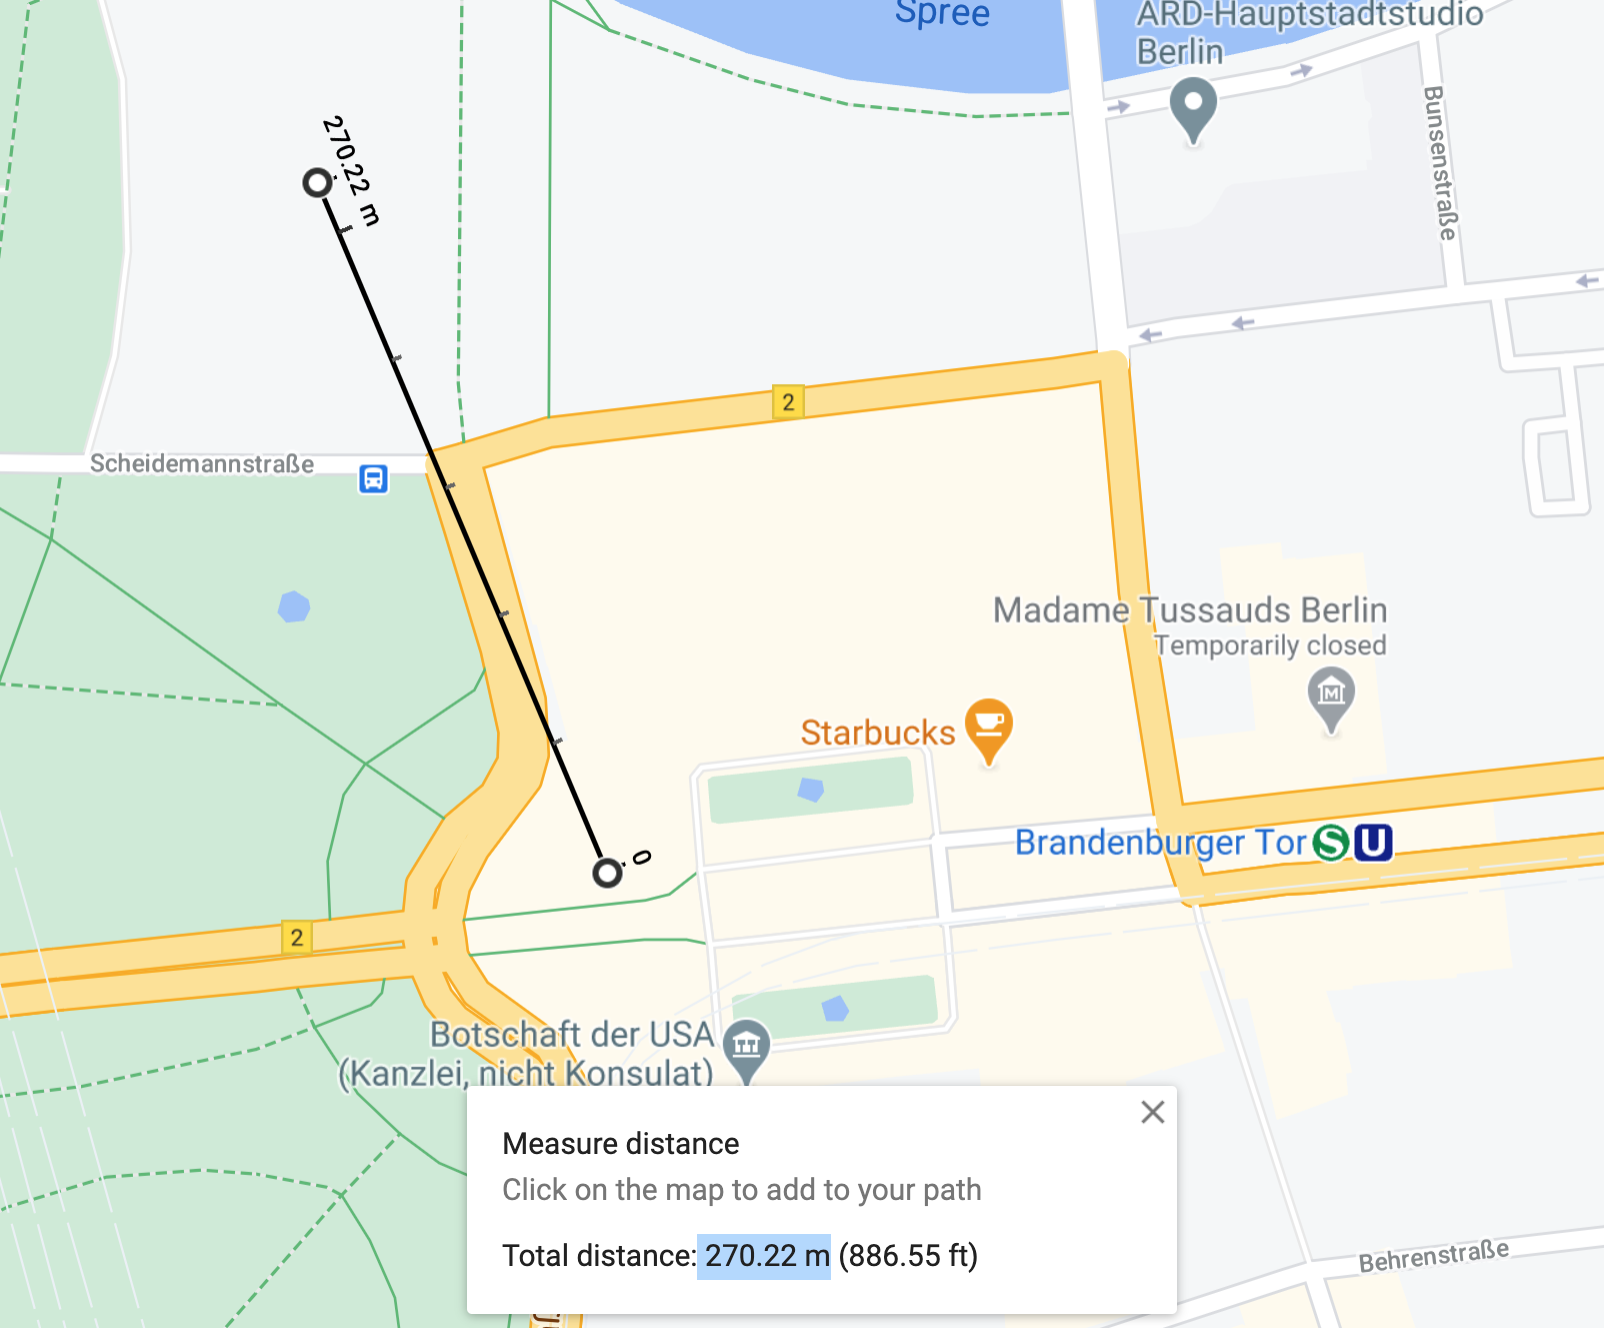 Spree
ARD-Hauptstadtstudio
Berlin
Bunsenstraße
270.22 m
2
Scheidemannstraße
Madame Tussauds Berlin
Temporarily closed
Starbucks
Brandenburger Tor S U
0
2
Botschaft der USA
(Kanzlei, nicht Konsulat)
Measure distance
Click on the map to add to your path
Total distance: 270.22 m (886.55 ft)
Behrenstraße